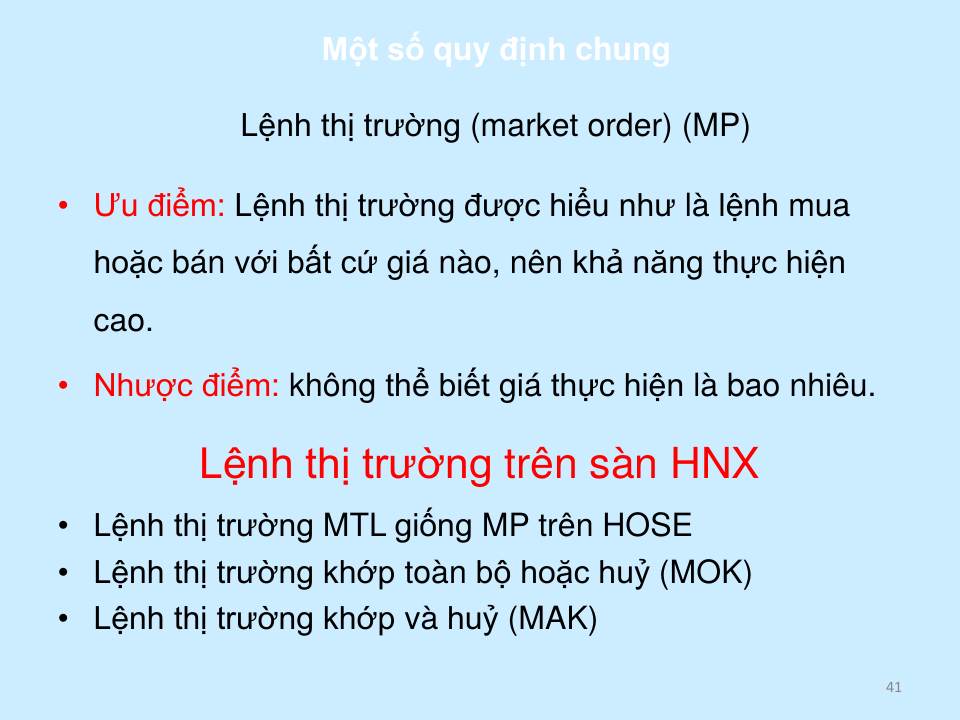 Một số quy định chung
Lệnh thị trường (market order) (MP)
• Ưu điểm: Lệnh thị trường được hiểu như là lệnh mua
hoặc bán với bất cứ giá nào, nên khả năng thực hiện
cao.
• Nhược điểm: không thể biết giá thực hiện là bao nhiêu.
Lệnh thị trường trên sàn HNX
• Lệnh thị trường MTL giống MP trên HOSE
• Lệnh thị trường khớp toàn bộ hoặc huỷ (MOK)
• Lệnh thị trường khớp và huỷ (MAK)
41